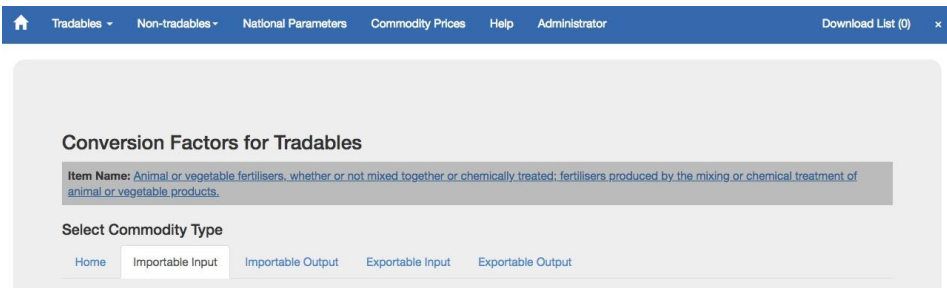 Tradables Non-tradables National Parameters Commodity Prices Help Administrator Download List (0) ×
Conversion Factors for Tradables
Item Name: Animal or vegetable fertilisers, whether or not mixed together or chemically treated; fertilisers produced by the mixing or chemical treatment of
animal or vegetable products.
Select Commodity Type
Home Importable Input Importable Output Exportable Input Exportable Output